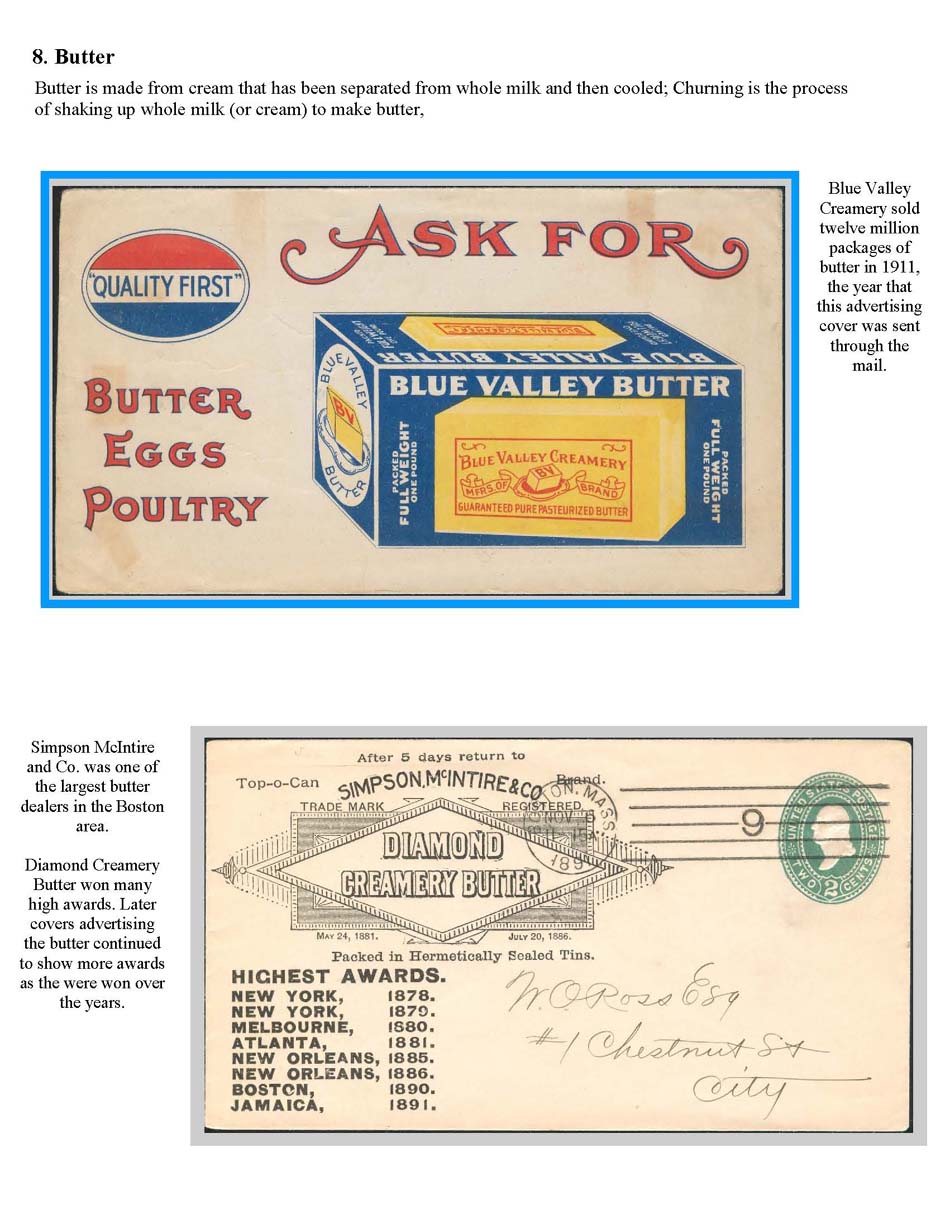 8. Butter
Butter is made from cream that has been separated from whole milk and then cooled; Churning is the process
of shaking up whole milk (or cream) to make butter,
ASK FOR
"QUALITY FIRST"
BUTTER
EGGS
POULTRY
BLUE VALLEY BUTTER
BLUE VALLEY
BV
BUTTER
BLUE VALLEY BUTTER
PACKED
FULL WEIGHT
ONE POUND
BLUE VALLEY CREAMERY
BV
MFRS. OF BRAND
GUARANTEED PURE PASTEURIZED BUTTER
PACKED
FULL WEIGHT
ONE POUND
Blue Valley
Creamery sold
twelve million
packages of
butter in 1911,
the year that
this advertising
cover was sent
through the
mail.
Simpson McIntire
and Co. was one of
the largest butter
dealers in the Boston
area.
Diamond Creamery
Butter won many
high awards. Later
covers advertising
the butter continued
to show more awards
as the were won over
the years.
After 5 days return to
Top-o-Can SIMPSON, McINTIRE & CO Brand.
TRADE MARK REGISTERED
DIAMOND
CREAMERY BUTTER
MAY 24, 1881. JULY 20, 1886.
Packed in Hermetically Sealed Tins.
HIGHEST AWARDS.
NEW YORK, 1878.
NEW YORK, 1879.
MELBOURNE, 1880.
ATLANTA, 1881.
NEW ORLEANS, 1885.
NEW ORLEANS, 1886.
BOSTON, 1890.
JAMAICA, 1891.
MASS
NOV
189
9
UNITED STATES POSTAGE
TWO 2 CENTS
W. O. Ross Esq
#1 Chestnut St
City